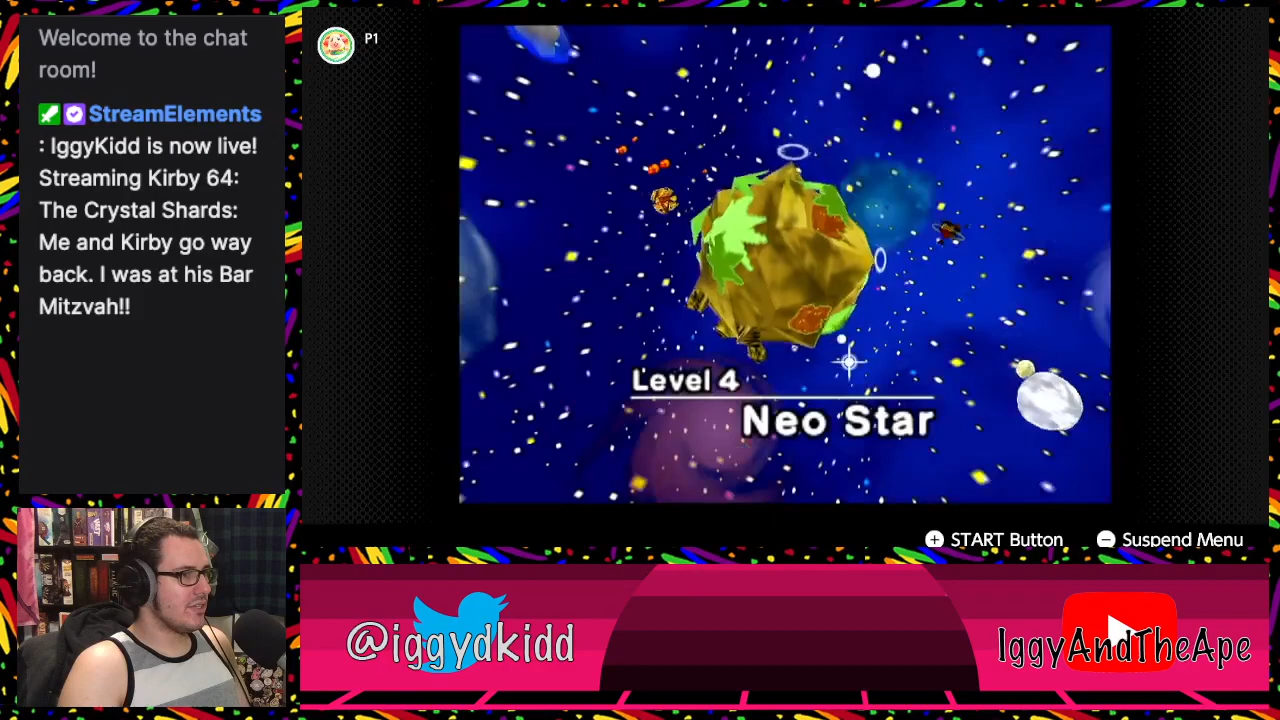 Welcome to the chat
room!
StreamElements
: IggyKidd is now live!
Streaming Kirby 64:
The Crystal Shards:
Me and Kirby go way
back. I was at his Bar
Mitzvah!!
P1
Level 4
Neo Star
START Button
Suspend Menu
@iggydkidd
IggyAndTheApe